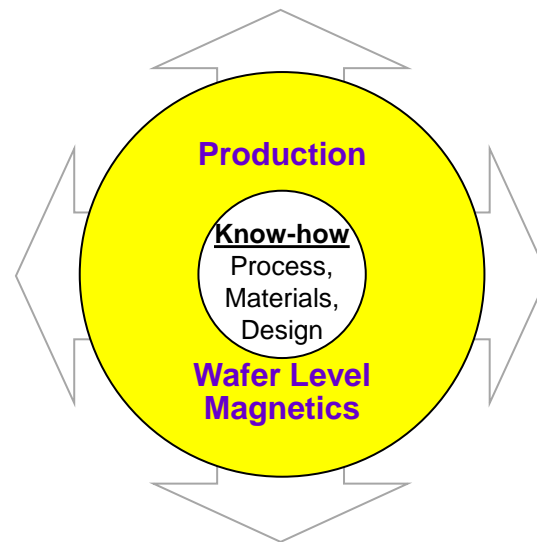 Production
Know-how
Process,
Materials,
Design
Wafer Level
Magnetics